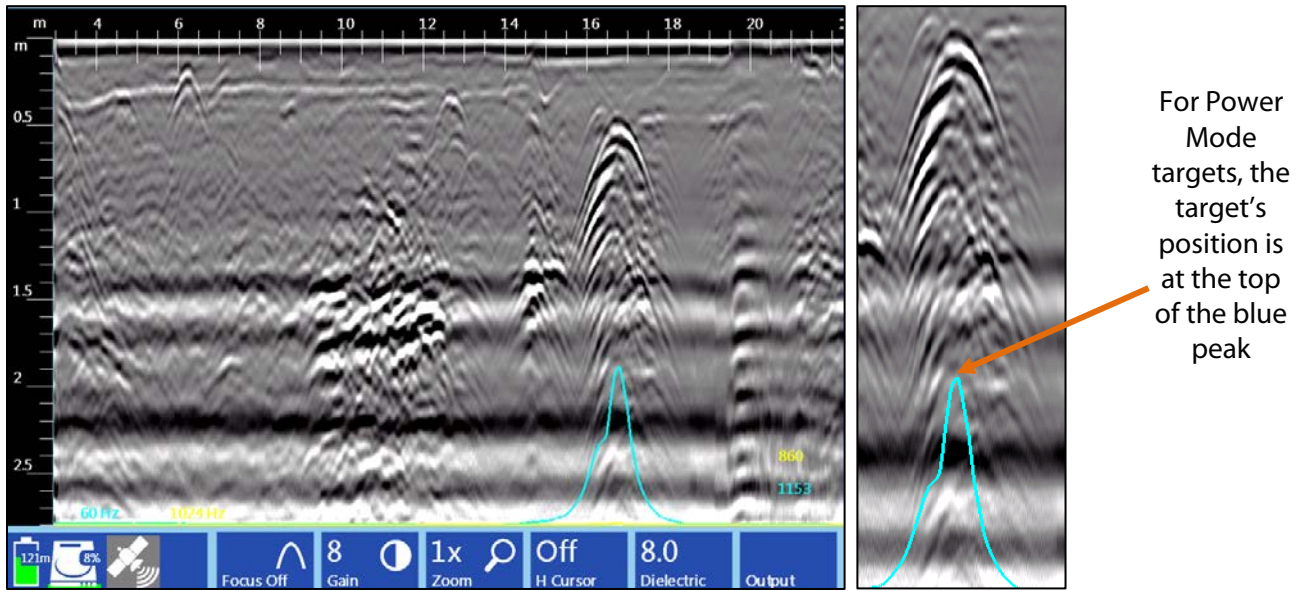 m 4 6 8 10 12 14 16 18 20
m
0.5
1
1.5
2
2.5
860
1153
60 Hz 1024 HZ
121m 8% 8 1x Off 8.0
Focus Off Gain Zoom H Cursor Dielectric Output
For Power
Mode
targets, the
target’s
position is
at the top
of the blue
peak